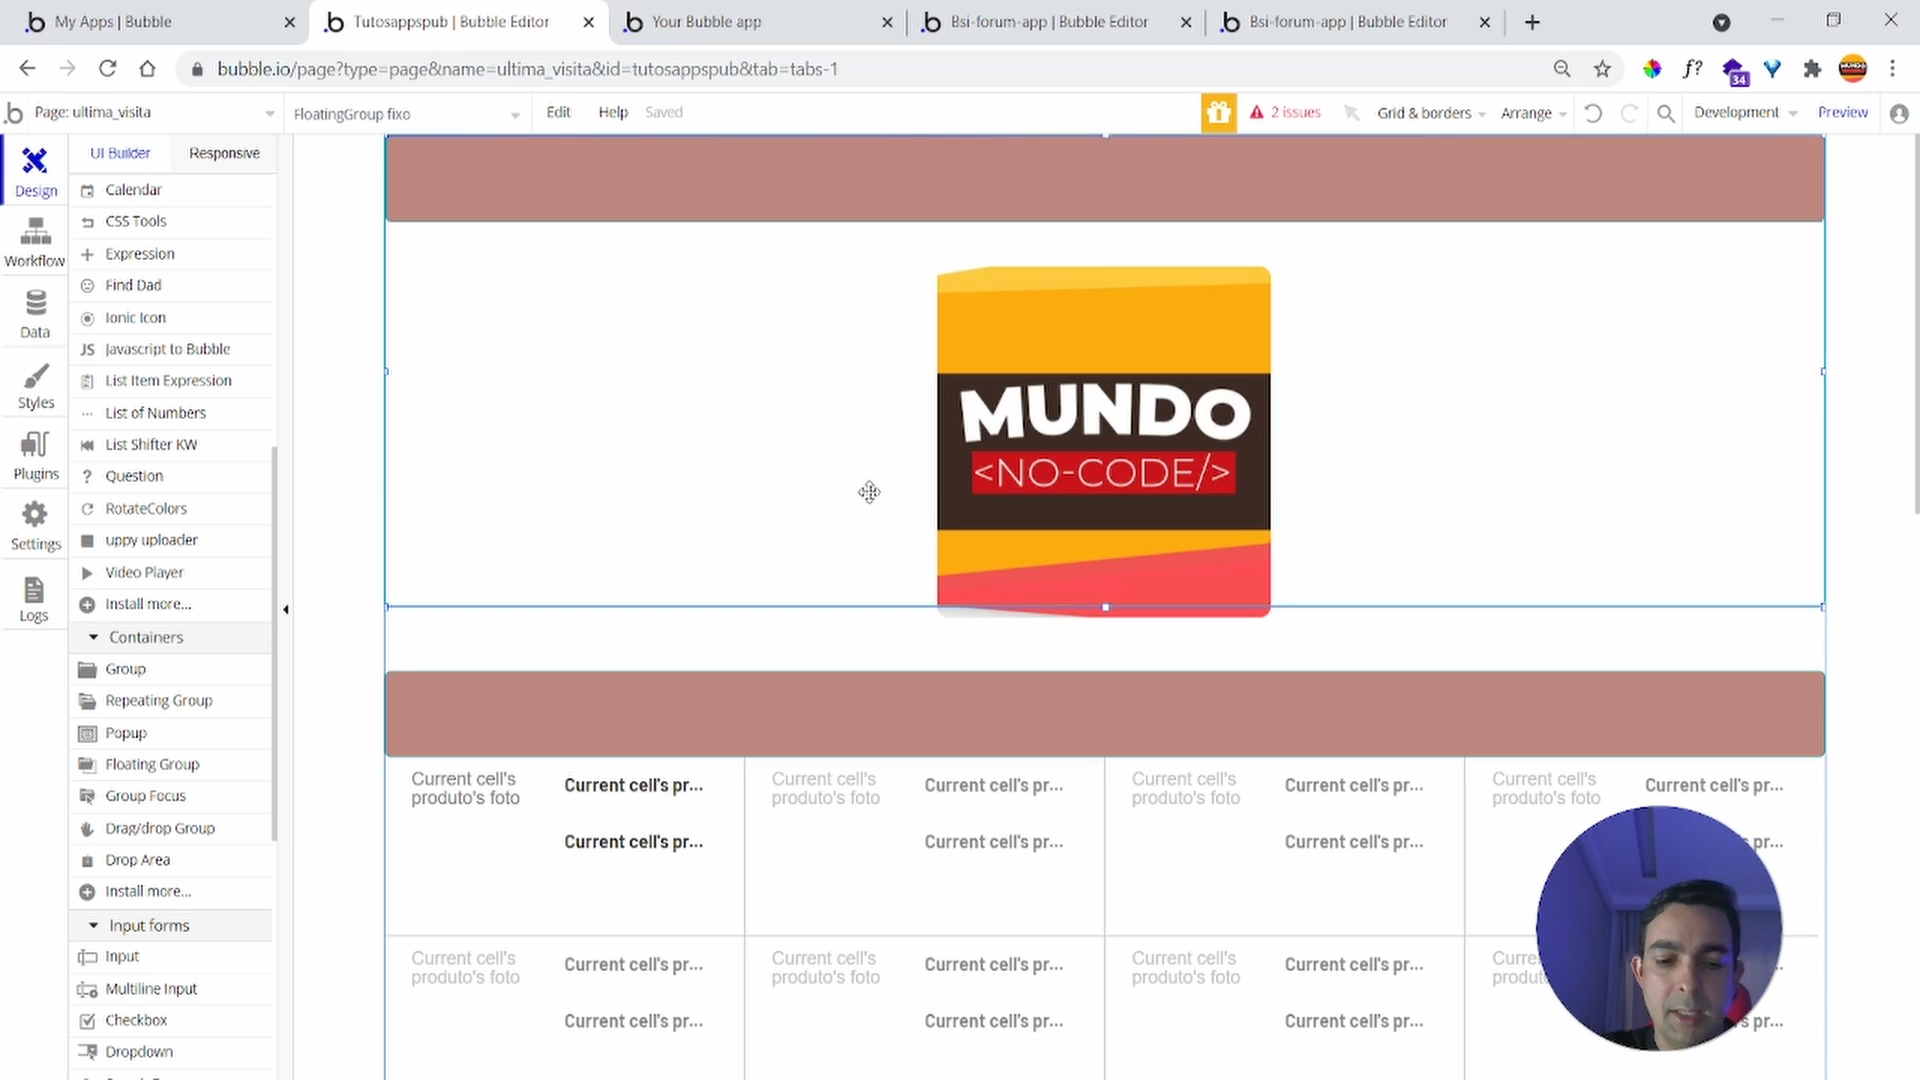 My Apps | Bubble
Tutosappspub | Bubble Editor
Your Bubble app
Bsi-forum-app | Bubble Editor
Bsi-forum-app | Bubble Editor
bubble.io/page?type=page&name=ultima_visita&id=tutosappspub&tab=tabs-1
f?
34
Page: ultima_visita
FloatingGroup fixo
Edit
Help
Saved
2 issues
Grid & borders
Arrange
Development
Preview
Design
Workflow
Data
Styles
Plugins
Settings
Logs
UI Builder
Responsive
Calendar
CSS Tools
Expression
Find Dad
Ionic Icon
JS Javascript to Bubble
List Item Expression
List of Numbers
List Shifter KW
Question
RotateColors
uppy uploader
Video Player
Install more...
Containers
Group
Repeating Group
Popup
Floating Group
Group Focus
Drag/drop Group
Drop Area
Install more...
Input forms
Input
Multiline Input
Checkbox
Dropdown
MUNDO
<NO-CODE/>
Current cell's produto's foto
Current cell's pr...
Current cell's pr...
Current cell's produto's foto
Current cell's pr...
Current cell's pr...
Current cell's produto's foto
Current cell's pr...
Current cell's pr...
Current cell's produto's foto
Current cell's pr...
Current cell's produto's foto
Current cell's pr...
Current cell's pr...
Current cell's produto's foto
Current cell's pr...
Current cell's pr...
Current cell's produto's foto
Current cell's pr...
Current cell's pr...